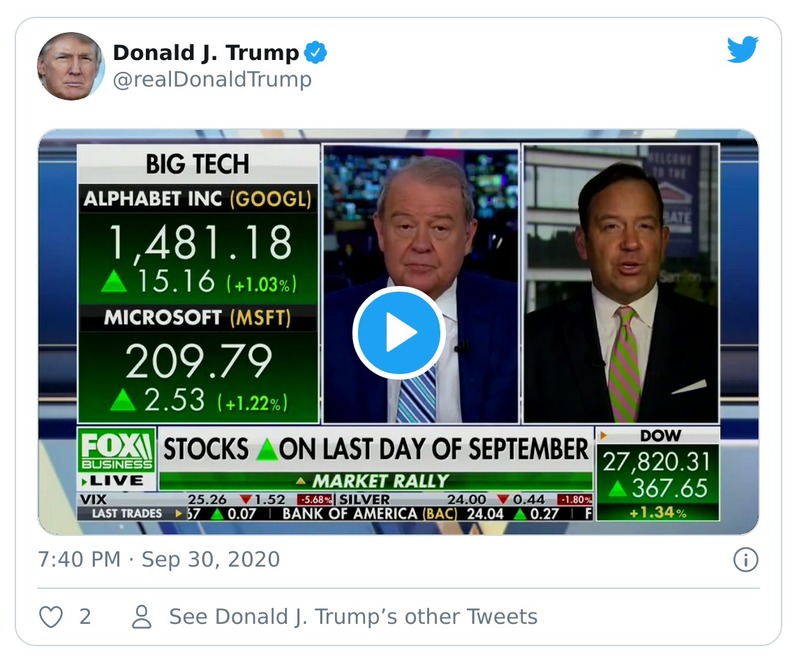 Donald J. Trump
@realDonaldTrump
BIG TECH
ALPHABET INC (GOOGL)
1,481.18
15.16 (+1.03%)
MICROSOFT (MSFT)
209.79
2.53 (+1.22%)
WELCOME
TO THE
FOX
BUSINESS
LIVE
STOCKS ▲ ON LAST DAY OF SEPTEMBER
▲ MARKET RALLY
DOW
27,820.31
▲ 367.65
+1.34%
VIX 25.26 ▼1.52 -5.68% SILVER 24.00 ▼0.44 -1.80%
LAST TRADES 67 ▲ 0.07 BANK OF AMERICA (BAC) 24.04 ▲ 0.27 F
7:40 PM · Sep 30, 2020
2 See Donald J. Trump’s other Tweets